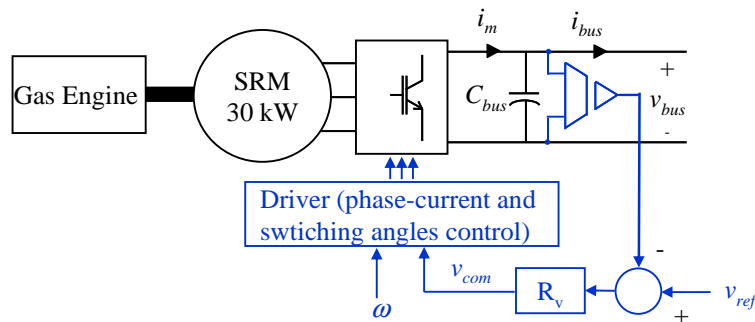 i_m
i_bus
Gas Engine
SRM
30 kW
C_bus
+
v_bus
-
Driver (phase-current and
swtiching angles control)
-
v_com
R_v
v_ref
ω
+